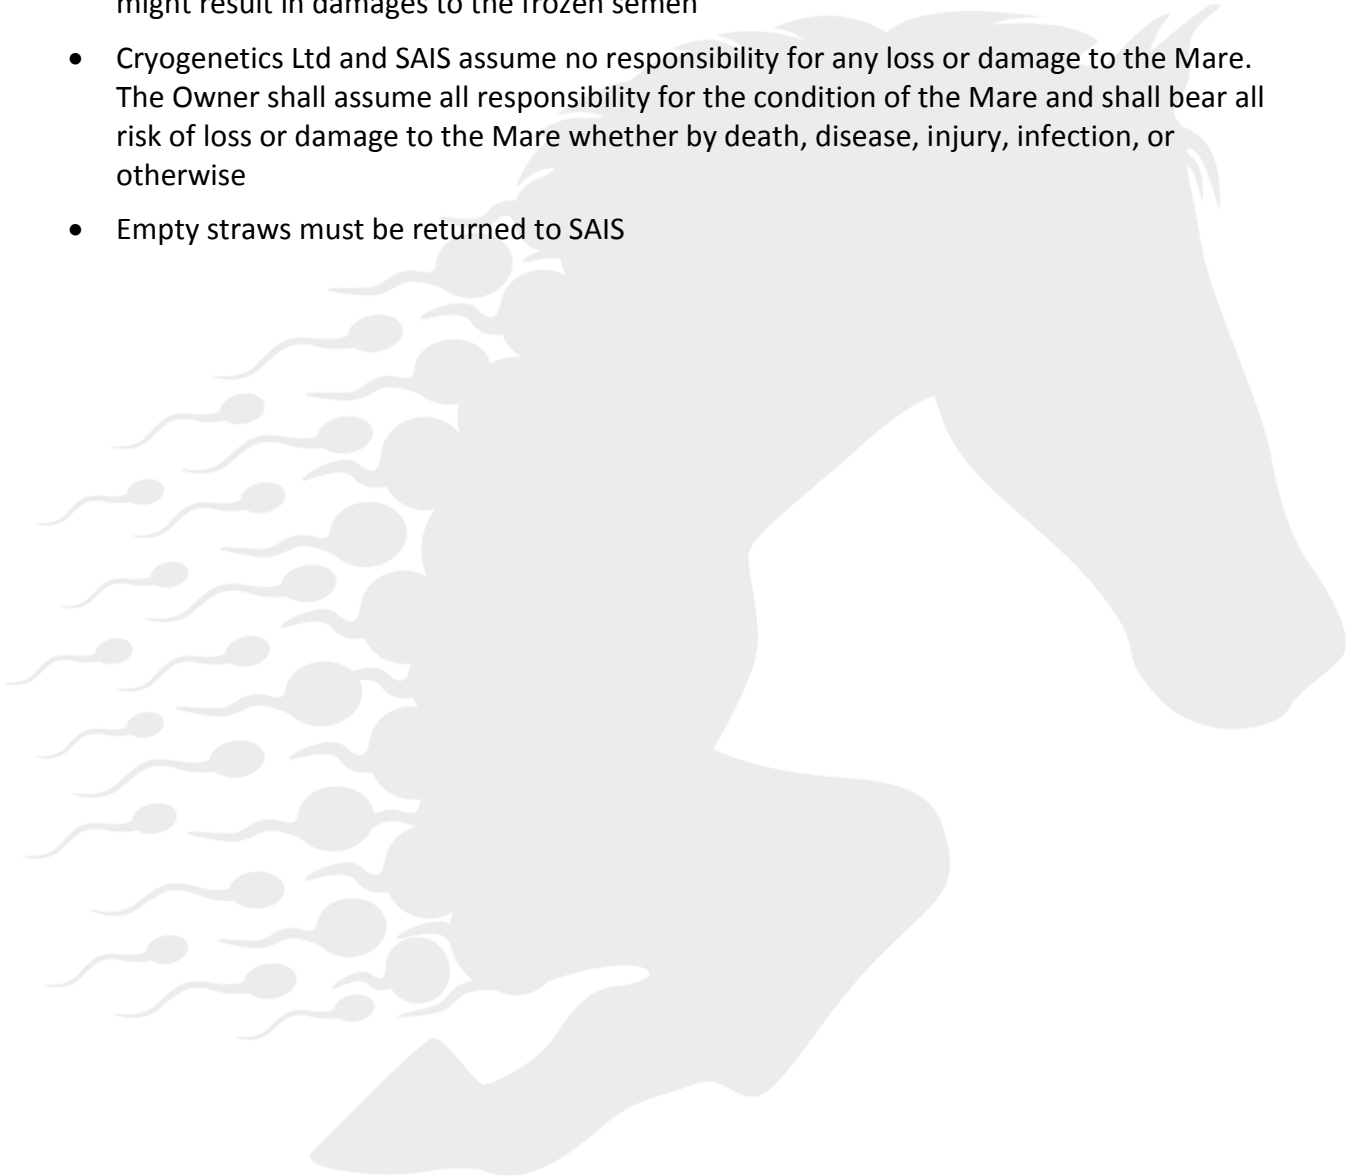 might result in damages to the frozen semen
• Cryogenetics Ltd and SAIS assume no responsibility for any loss or damage to the Mare.
The Owner shall assume all responsibility for the condition of the Mare and shall bear all
risk of loss or damage to the Mare whether by death, disease, injury, infection, or
otherwise
• Empty straws must be returned to SAIS